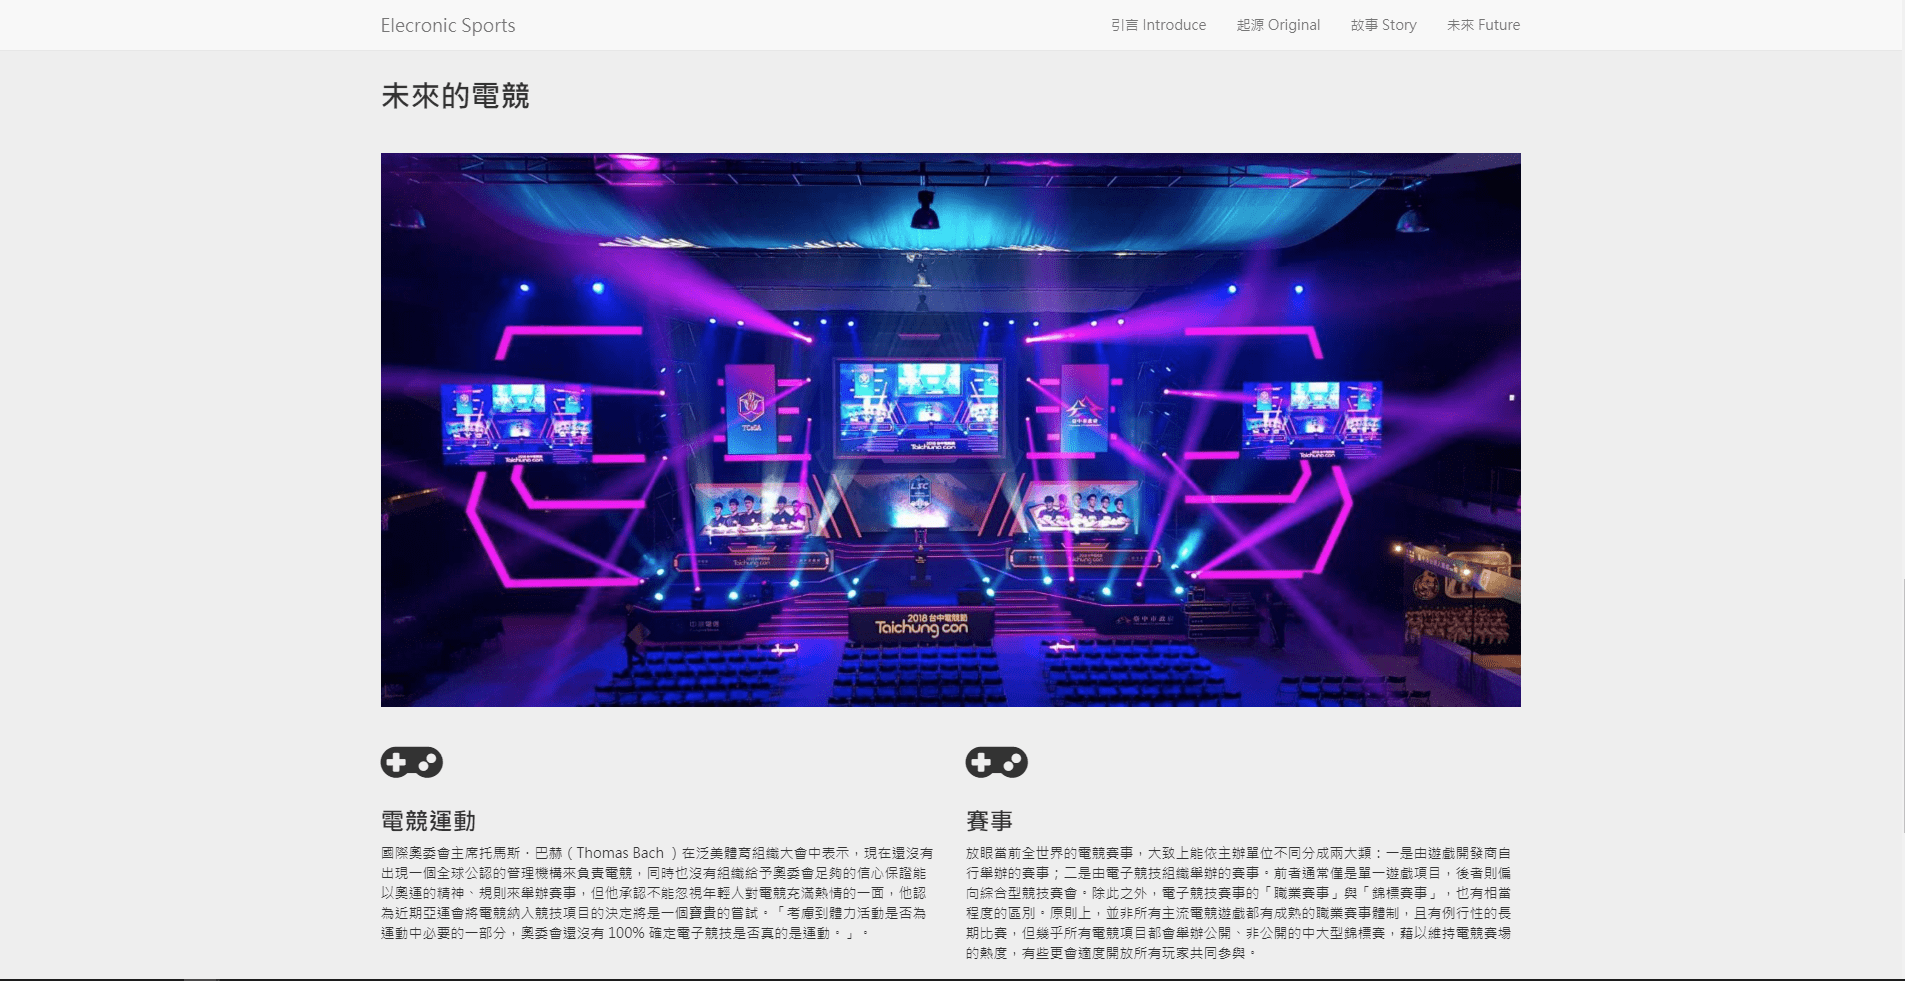 Elecronic Sports
引言 Introduce
起源 Original
故事 Story
未來 Future
未來的電競
TCeSA
Taichung con
Taichung con
Taichung con
LSC
Taichung con
Taichung con
2018 台中電競節
Taichung con
臺中市政府
電競運動
國際奧委會主席托馬斯．巴赫（Thomas Bach ）在泛美體育組織大會中表示，現在還沒有
出現一個全球公認的管理機構來負責電競，同時也沒有組織給予奧委會足夠的信心保證能
以奧運的精神、規則來舉辦賽事，但他承認不能忽視年輕人對電競充滿熱情的一面，他認
為近期亞運會將電競納入競技項目的決定將是一個寶貴的嘗試。「考慮到體力活動是否為
運動中必要的一部分，奧委會還沒有 100% 確定電子競技是否真的是運動。」。
賽事
放眼當前全世界的電競賽事，大致上能依主辦單位不同分成兩大類：一是由遊戲開發商自
行舉辦的賽事；二是由電子競技組織舉辦的賽事。前者通常僅是單一遊戲項目，後者則偏
向綜合型競技賽會。除此之外，電子競技賽事的「職業賽事」與「錦標賽事」，也有相當
程度的區別。原則上，並非所有主流電競遊戲都有成熟的職業賽事體制，且有例行性的長
期比賽，但幾乎所有電競項目都會舉辦公開、非公開的中大型錦標賽，藉以維持電競賽場
的熱度，有些更會適度開放所有玩家共同參與。